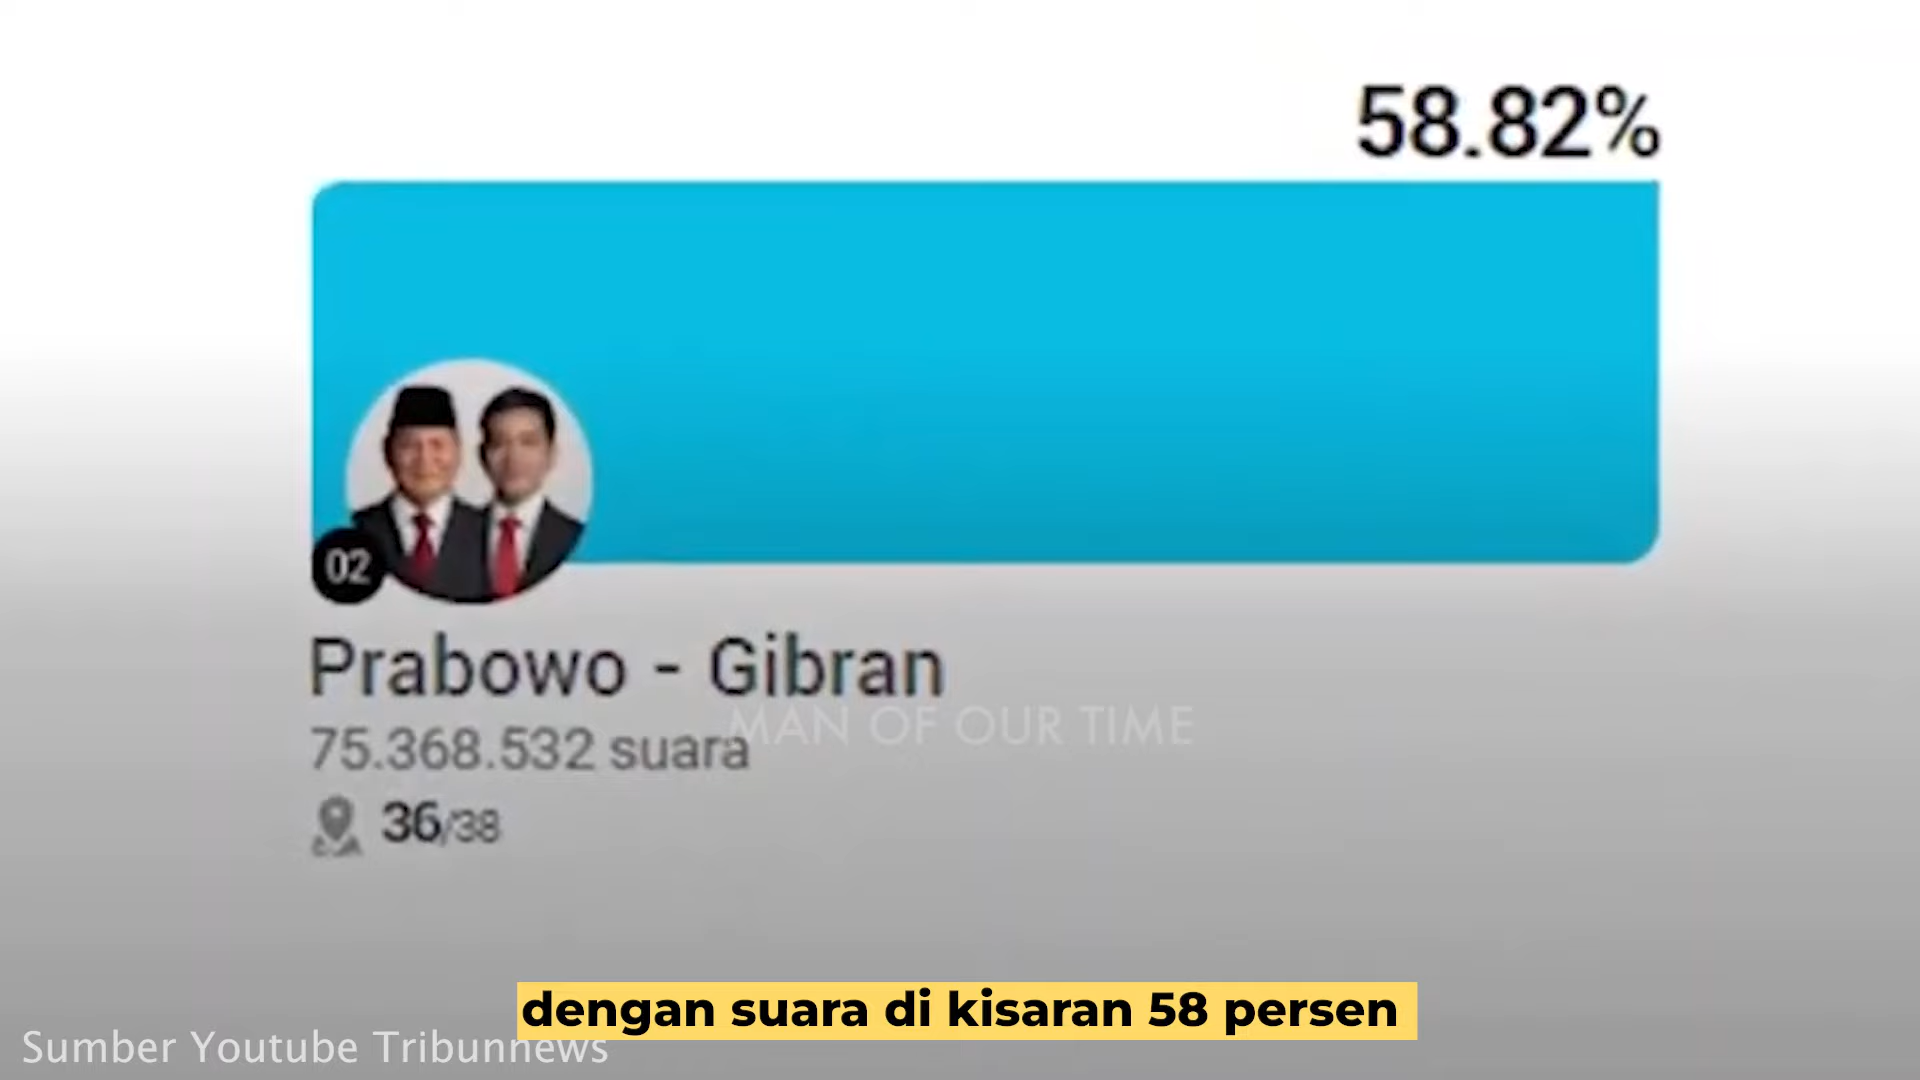 58.82%
02
Prabowo - Gibran
MAN OF OUR TIME
75.368.532 suara
36/38
dengan suara di kisaran 58 persen
Sumber Youtube Tribunnews